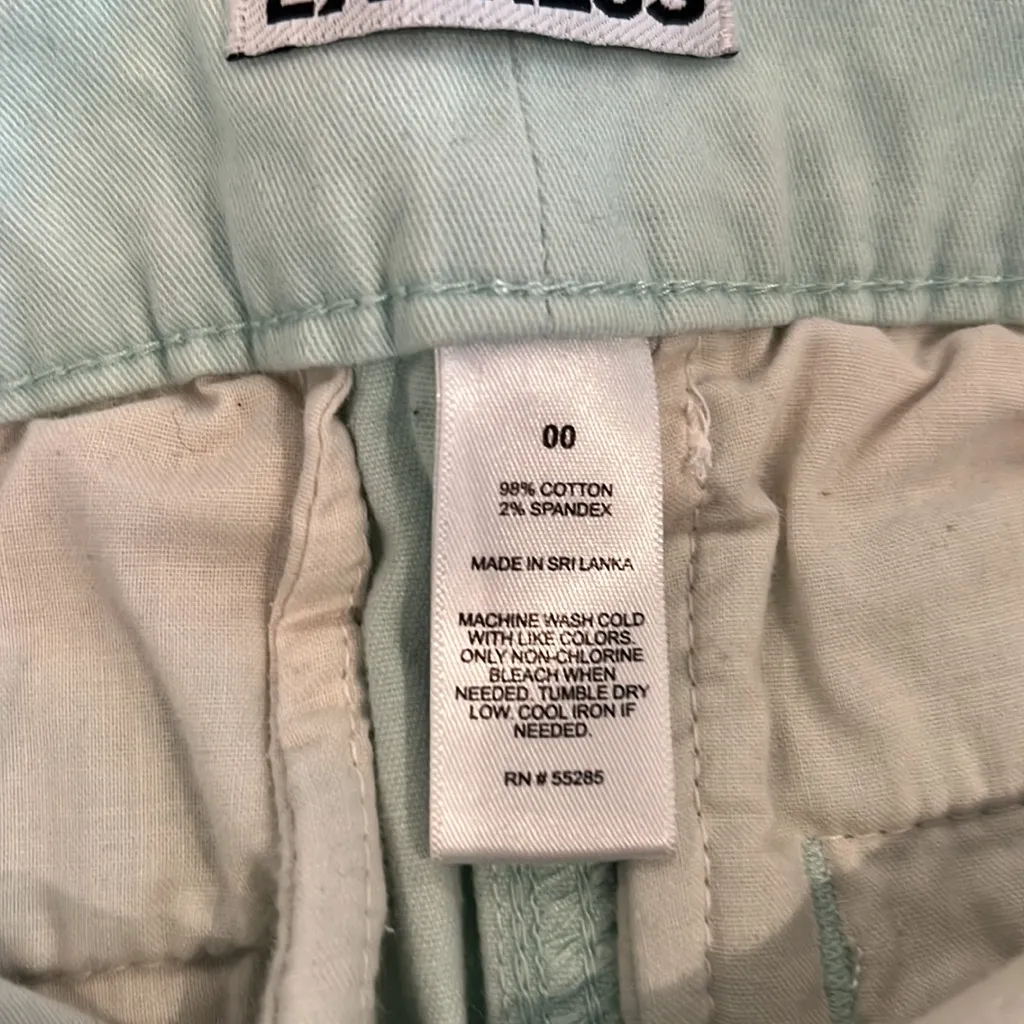 00
98% COTTON
2% SPANDEX
MADE IN SRI LANKA
MACHINE WASH COLD
WITH LIKE COLORS.
ONLY NON-CHLORINE
BLEACH WHEN
NEEDED. TUMBLE DRY
LOW. COOL IRON IF
NEEDED.
RN # 55285